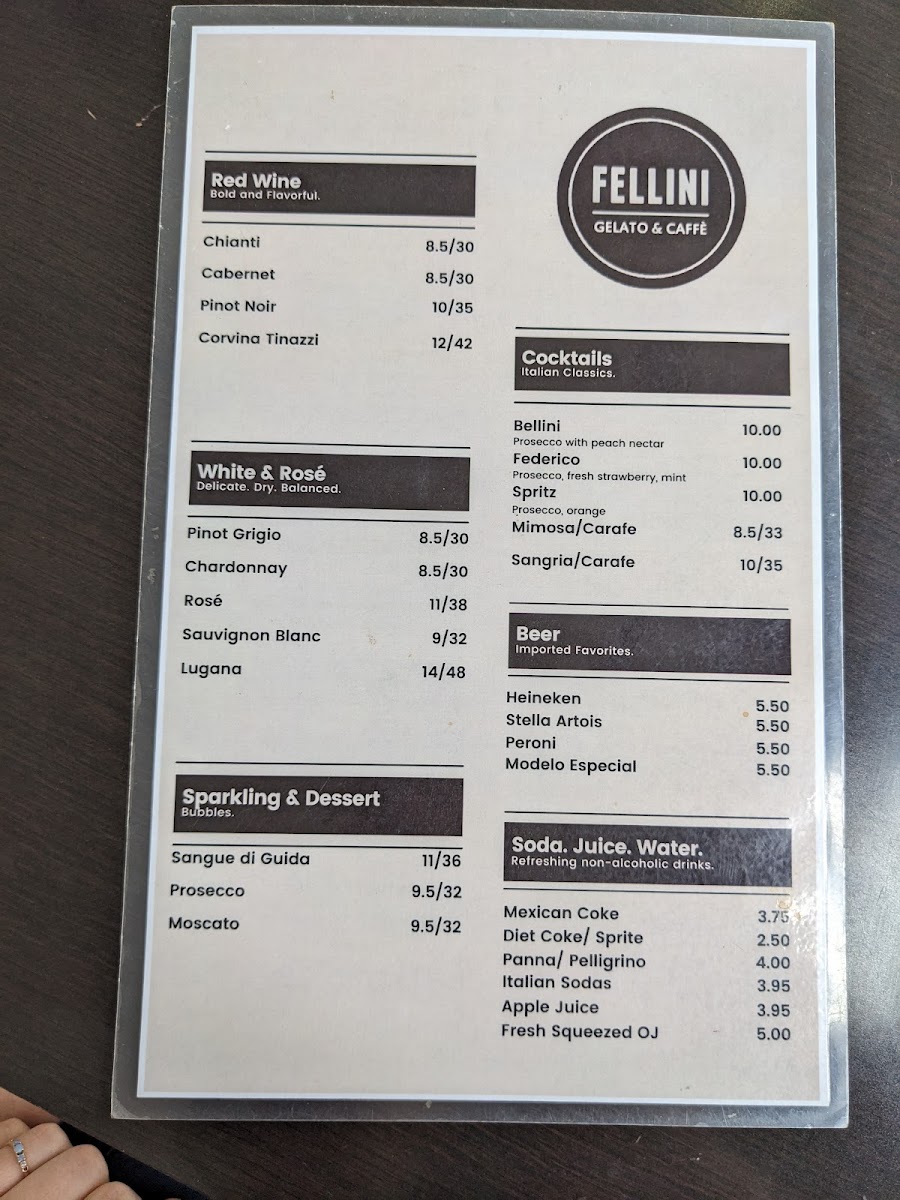 Red Wine
Bold and Flavorful.
Chianti 8.5/30
Cabernet 8.5/30
Pinot Noir 10/35
Corvina Tinazzi 12/42
White & Rosé
Delicate. Dry. Balanced.
Pinot Grigio 8.5/30
Chardonnay 8.5/30
Rosé 11/38
Sauvignon Blanc 9/32
Lugana 14/48
Sparkling & Dessert
Bubbles.
Sangue di Guida 11/36
Prosecco 9.5/32
Moscato 9.5/32
FELLINI
GELATO & CAFFÈ
Cocktails
Italian Classics.
Bellini 10.00
Prosecco with peach nectar
Federico 10.00
Prosecco, fresh strawberry, mint
Spritz 10.00
Prosecco, orange
Mimosa/Carafe 8.5/33
Sangria/Carafe 10/35
Beer
Imported Favorites.
Heineken 5.50
Stella Artois 5.50
Peroni 5.50
Modelo Especial 5.50
Soda. Juice. Water.
Refreshing non-alcoholic drinks.
Mexican Coke 3.75
Diet Coke/ Sprite 2.50
Panna/ Pelligrino 4.00
Italian Sodas 3.95
Apple Juice 3.95
Fresh Squeezed OJ 5.00